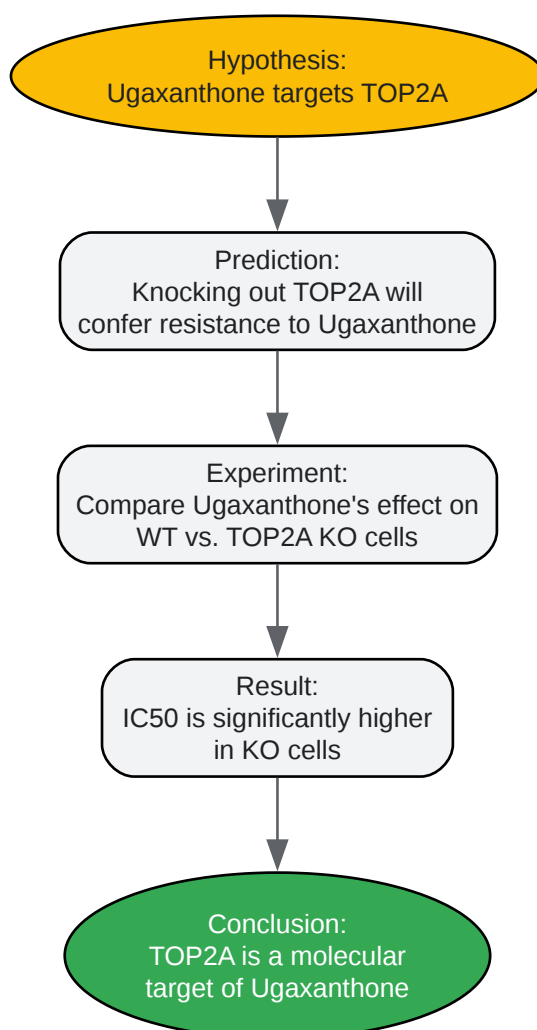 Hypothesis:
Ugaxanthone targets TOP2A
Prediction:
Knocking out TOP2A will
confer resistance to Ugaxanthone
Experiment:
Compare Ugaxanthone's effect on
WT vs. TOP2A KO cells
Result:
IC50 is significantly higher
in KO cells
Conclusion:
TOP2A is a molecular
target of Ugaxanthone